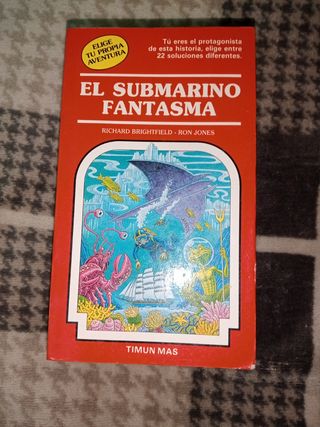 ELIGE
TU PROPIA
AVENTURA
Tú eres el protagonista
de esta historia, elige entre
22 soluciones diferentes.
EL SUBMARINO
FANTASMA
RICHARD BRIGHTFIELD - RON JONES
TIMUN MAS